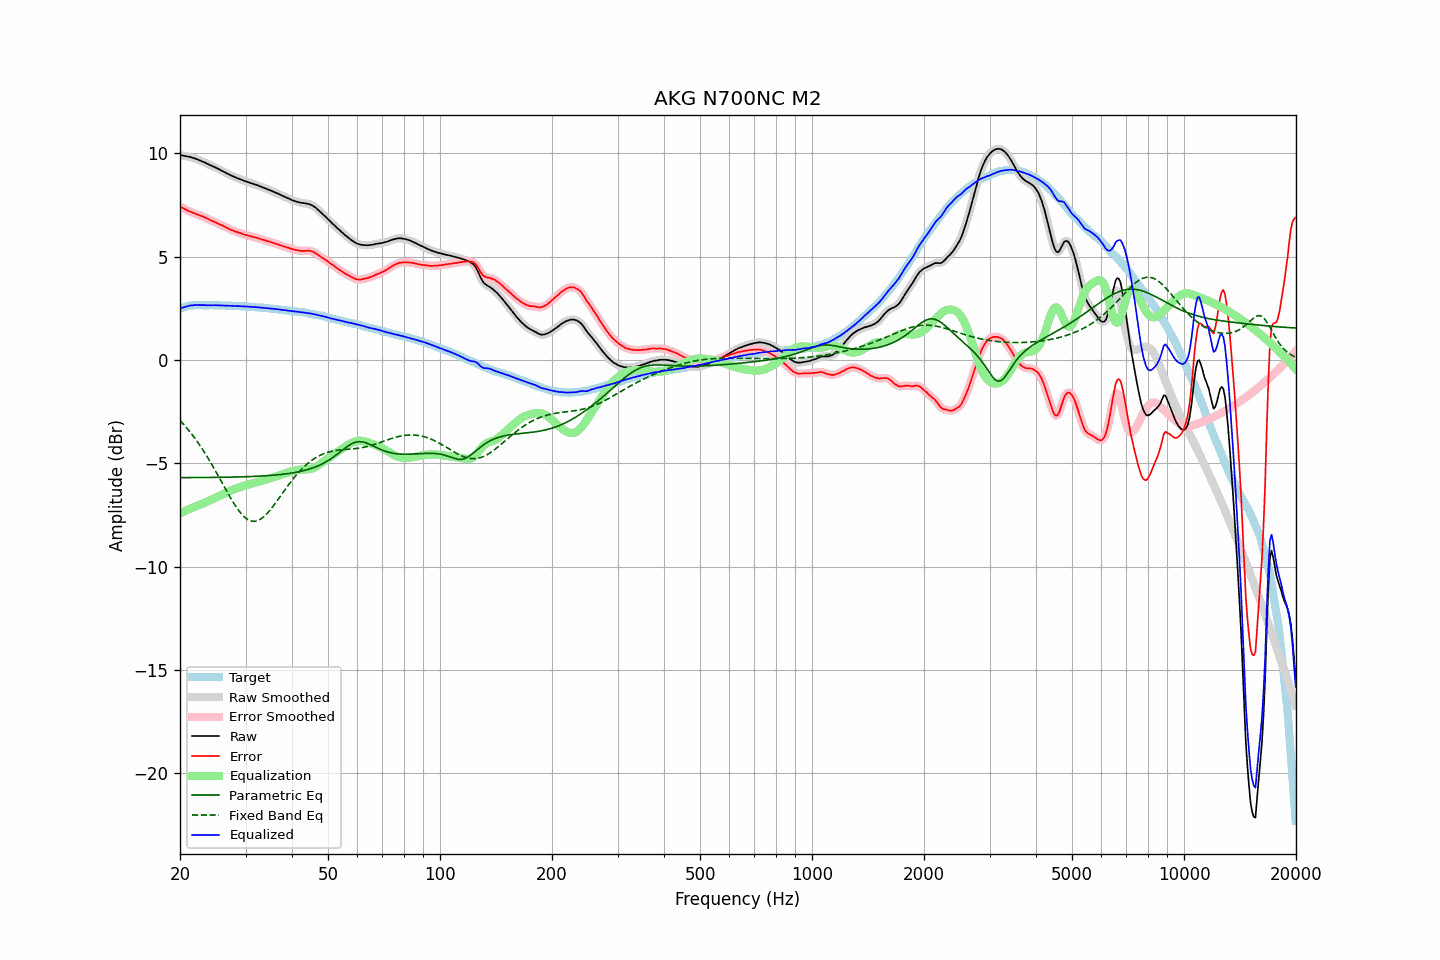 AKG N700NC M2
Amplitude (dBr)
10
5
0
−5
−10
−15
−20
Target
Raw Smoothed
Error Smoothed
Raw
Error
Equalization
Parametric Eq
Fixed Band Eq
Equalized
20 50 100 200 500 1000 2000 5000 10000 20000
Frequency (Hz)